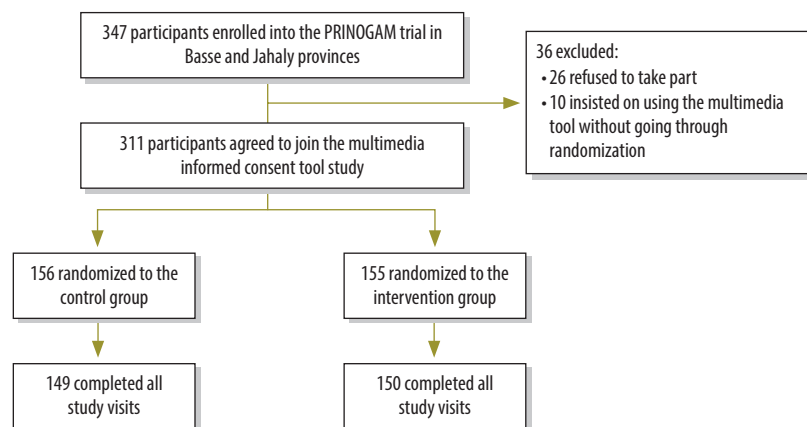 347 participants enrolled into the PRINOGAM trial in
Basse and Jahaly provinces
36 excluded:
• 26 refused to take part
• 10 insisted on using the multimedia
tool without going through
randomization
311 participants agreed to join the multimedia
informed consent tool study
156 randomized to the
control group
155 randomized to the
intervention group
149 completed all
study visits
150 completed all
study visits